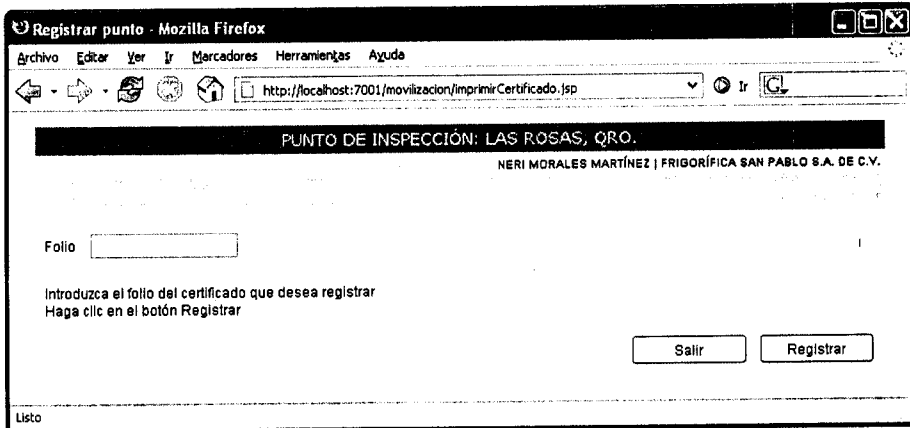 Registrar punto - Mozilla Firefox
Archivo Editar Ver Ir Marcadores Herramientas Ayuda
http://localhost:7001/movilizacion/imprimirCertificado.jsp Ir G
PUNTO DE INSPECCIÓN: LAS ROSAS, QRO.
NERI MORALES MARTÍNEZ | FRIGORÍFICA SAN PABLO S.A. DE C.V.
Folio
Introduzca el folio del certificado que desea registrar
Haga clic en el botón Registrar
Salir Registrar
Listo